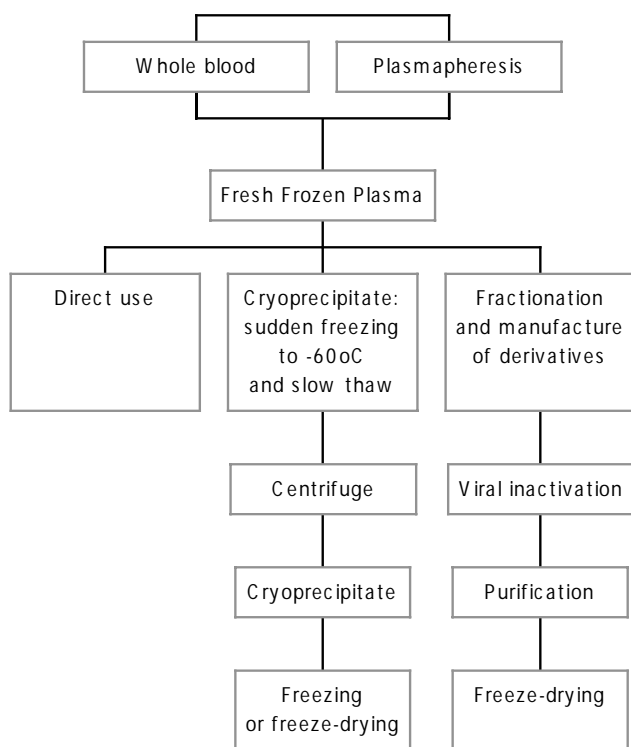 Whole blood
Plasmapheresis
Fresh Frozen Plasma
Direct use
Cryoprecipitate:
sudden freezing
to -60oC
and slow thaw
Fractionation
and manufacture
of derivatives
Centrifuge
Viral inactivation
Cryoprecipitate
Purification
Freezing
or freeze-drying
Freeze-drying